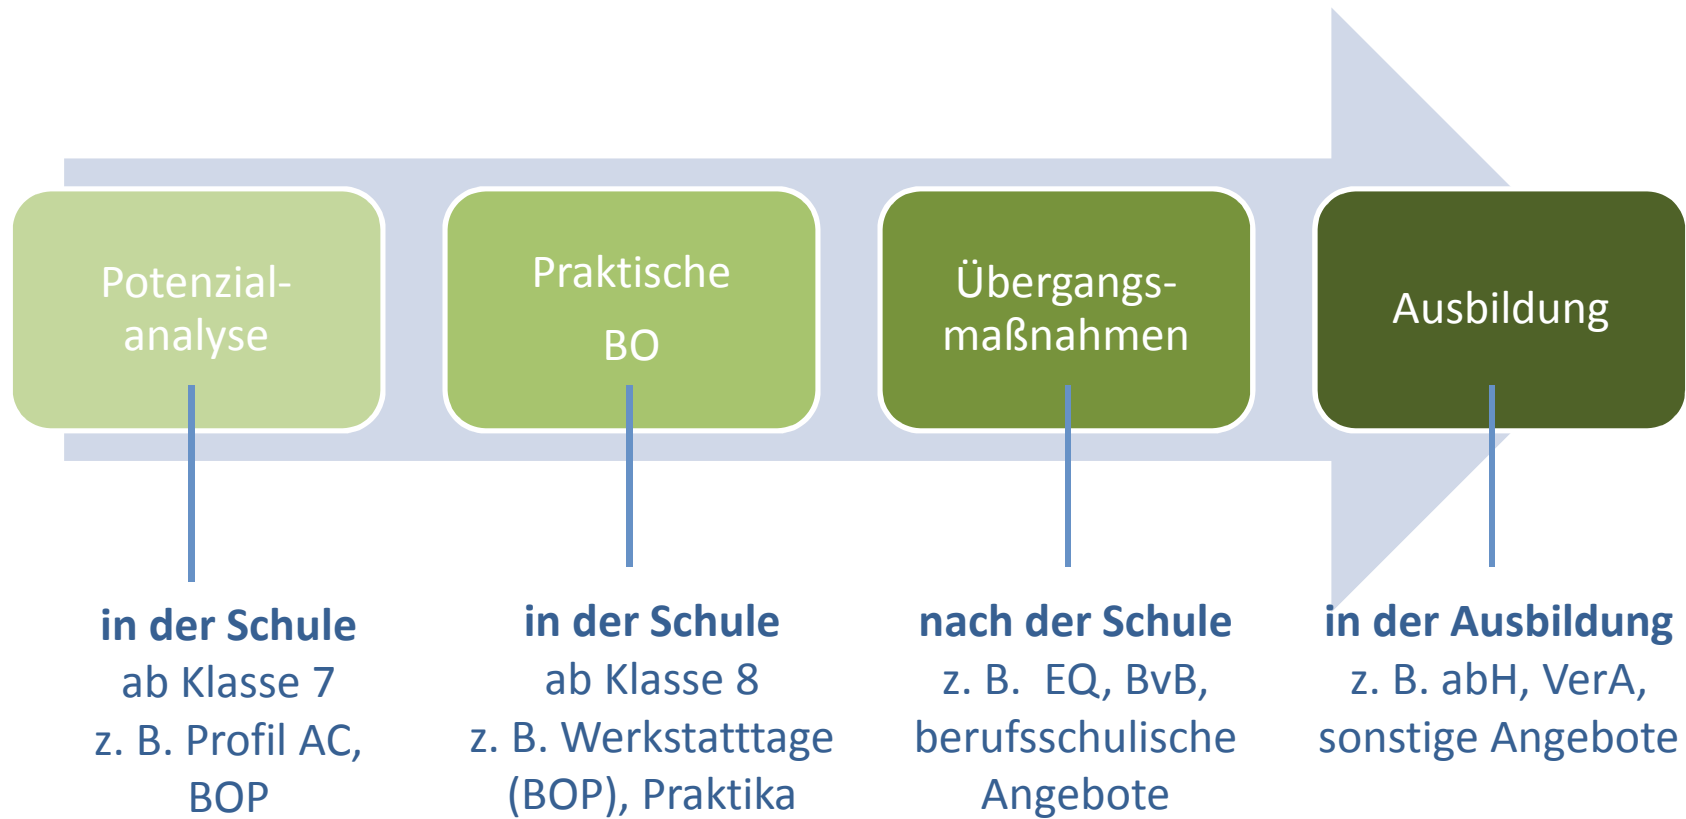 Potenzial-
analyse
Praktische
BO
Übergangs-
maßnahmen
Ausbildung
in der Schule
ab Klasse 7
z. B. Profil AC,
BOP
in der Schule
ab Klasse 8
z. B. Werkstatttage
(BOP), Praktika
nach der Schule
z. B.  EQ, BvB,
berufsschulische
Angebote
in der Ausbildung
z. B. abH, VerA,
sonstige Angebote